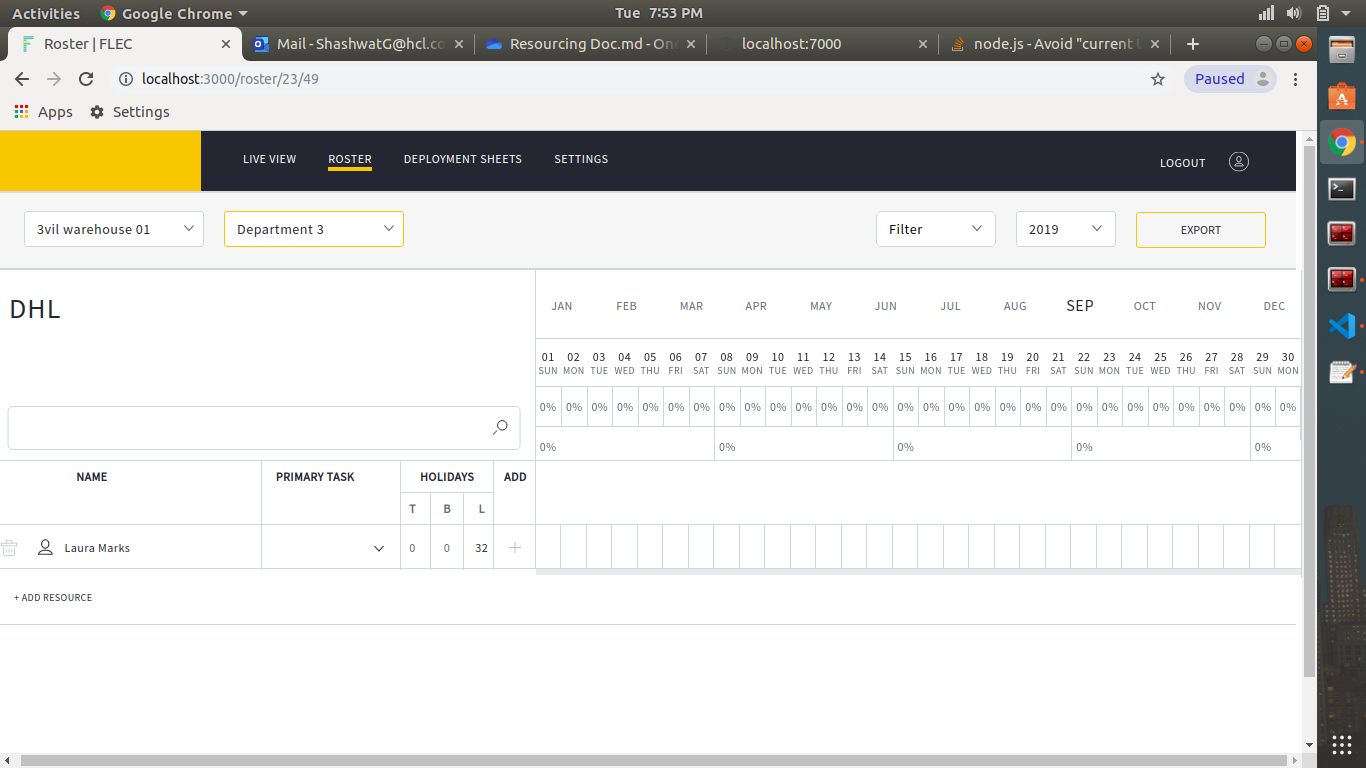 Activities Google Chrome Tue 7:53 PM
Roster | FLEC Mail - ShashwatG@hcl.co Resourcing Doc.md - On localhost:7000 node.js - Avoid "current
localhost:3000/roster/23/49 Paused
Apps Settings
LIVE VIEW ROSTER DEPLOYMENT SHEETS SETTINGS LOGOUT
3vil warehouse 01 Department 3 Filter 2019 EXPORT
DHL
JAN FEB MAR APR MAY JUN JUL AUG SEP OCT NOV DEC
01 02 03 04 05 06 07 08 09 10 11 12 13 14 15 16 17 18 19 20 21 22 23 24 25 26 27 28 29 30
SUN MON TUE WED THU FRI SAT SUN MON TUE WED THU FRI SAT SUN MON TUE WED THU FRI SAT SUN MON TUE WED THU FRI SAT SUN MON
0% 0% 0% 0% 0% 0% 0% 0% 0% 0% 0% 0% 0% 0% 0% 0% 0% 0% 0% 0% 0% 0% 0% 0% 0% 0% 0% 0% 0% 0%
0% 0% 0% 0% 0%
NAME PRIMARY TASK HOLIDAYS ADD
T B L
Laura Marks 0 0 32
+ ADD RESOURCE